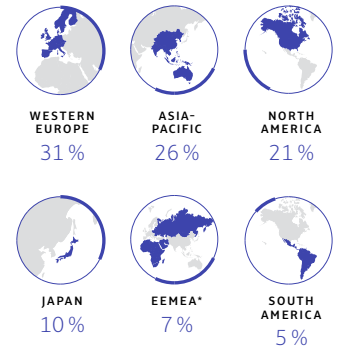 WESTERN
EUROPE
31 %
ASIA-
PACIFIC
26 %
NORTH
AMERICA
21 %
JAPAN
10 %
EEMEA*
7 %
SOUTH
AMERICA
5 %